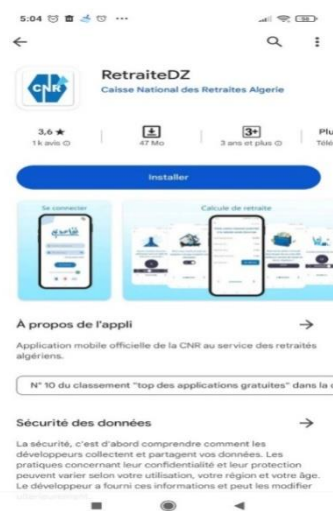 5:04
CNR
RetraiteDZ
Caisse National des Retraites Algerie
3,6 ★
1 k avis
47 Mo
3+
3 ans et plus
Plu
Télé
Installer
Se connecter
Calcule de retraite
À propos de l'appli
Application mobile officielle de la CNR au service des retraités
algériens.
N° 10 du classement "top des applications gratuites" dans la
Sécurité des données
La sécurité, c'est d'abord comprendre comment les
développeurs collectent et partagent vos données. Les
pratiques concernant leur confidentialité et leur protection
peuvent varier selon votre utilisation, votre région et votre âge.
Le développeur a fourni ces informations et peut les modifier